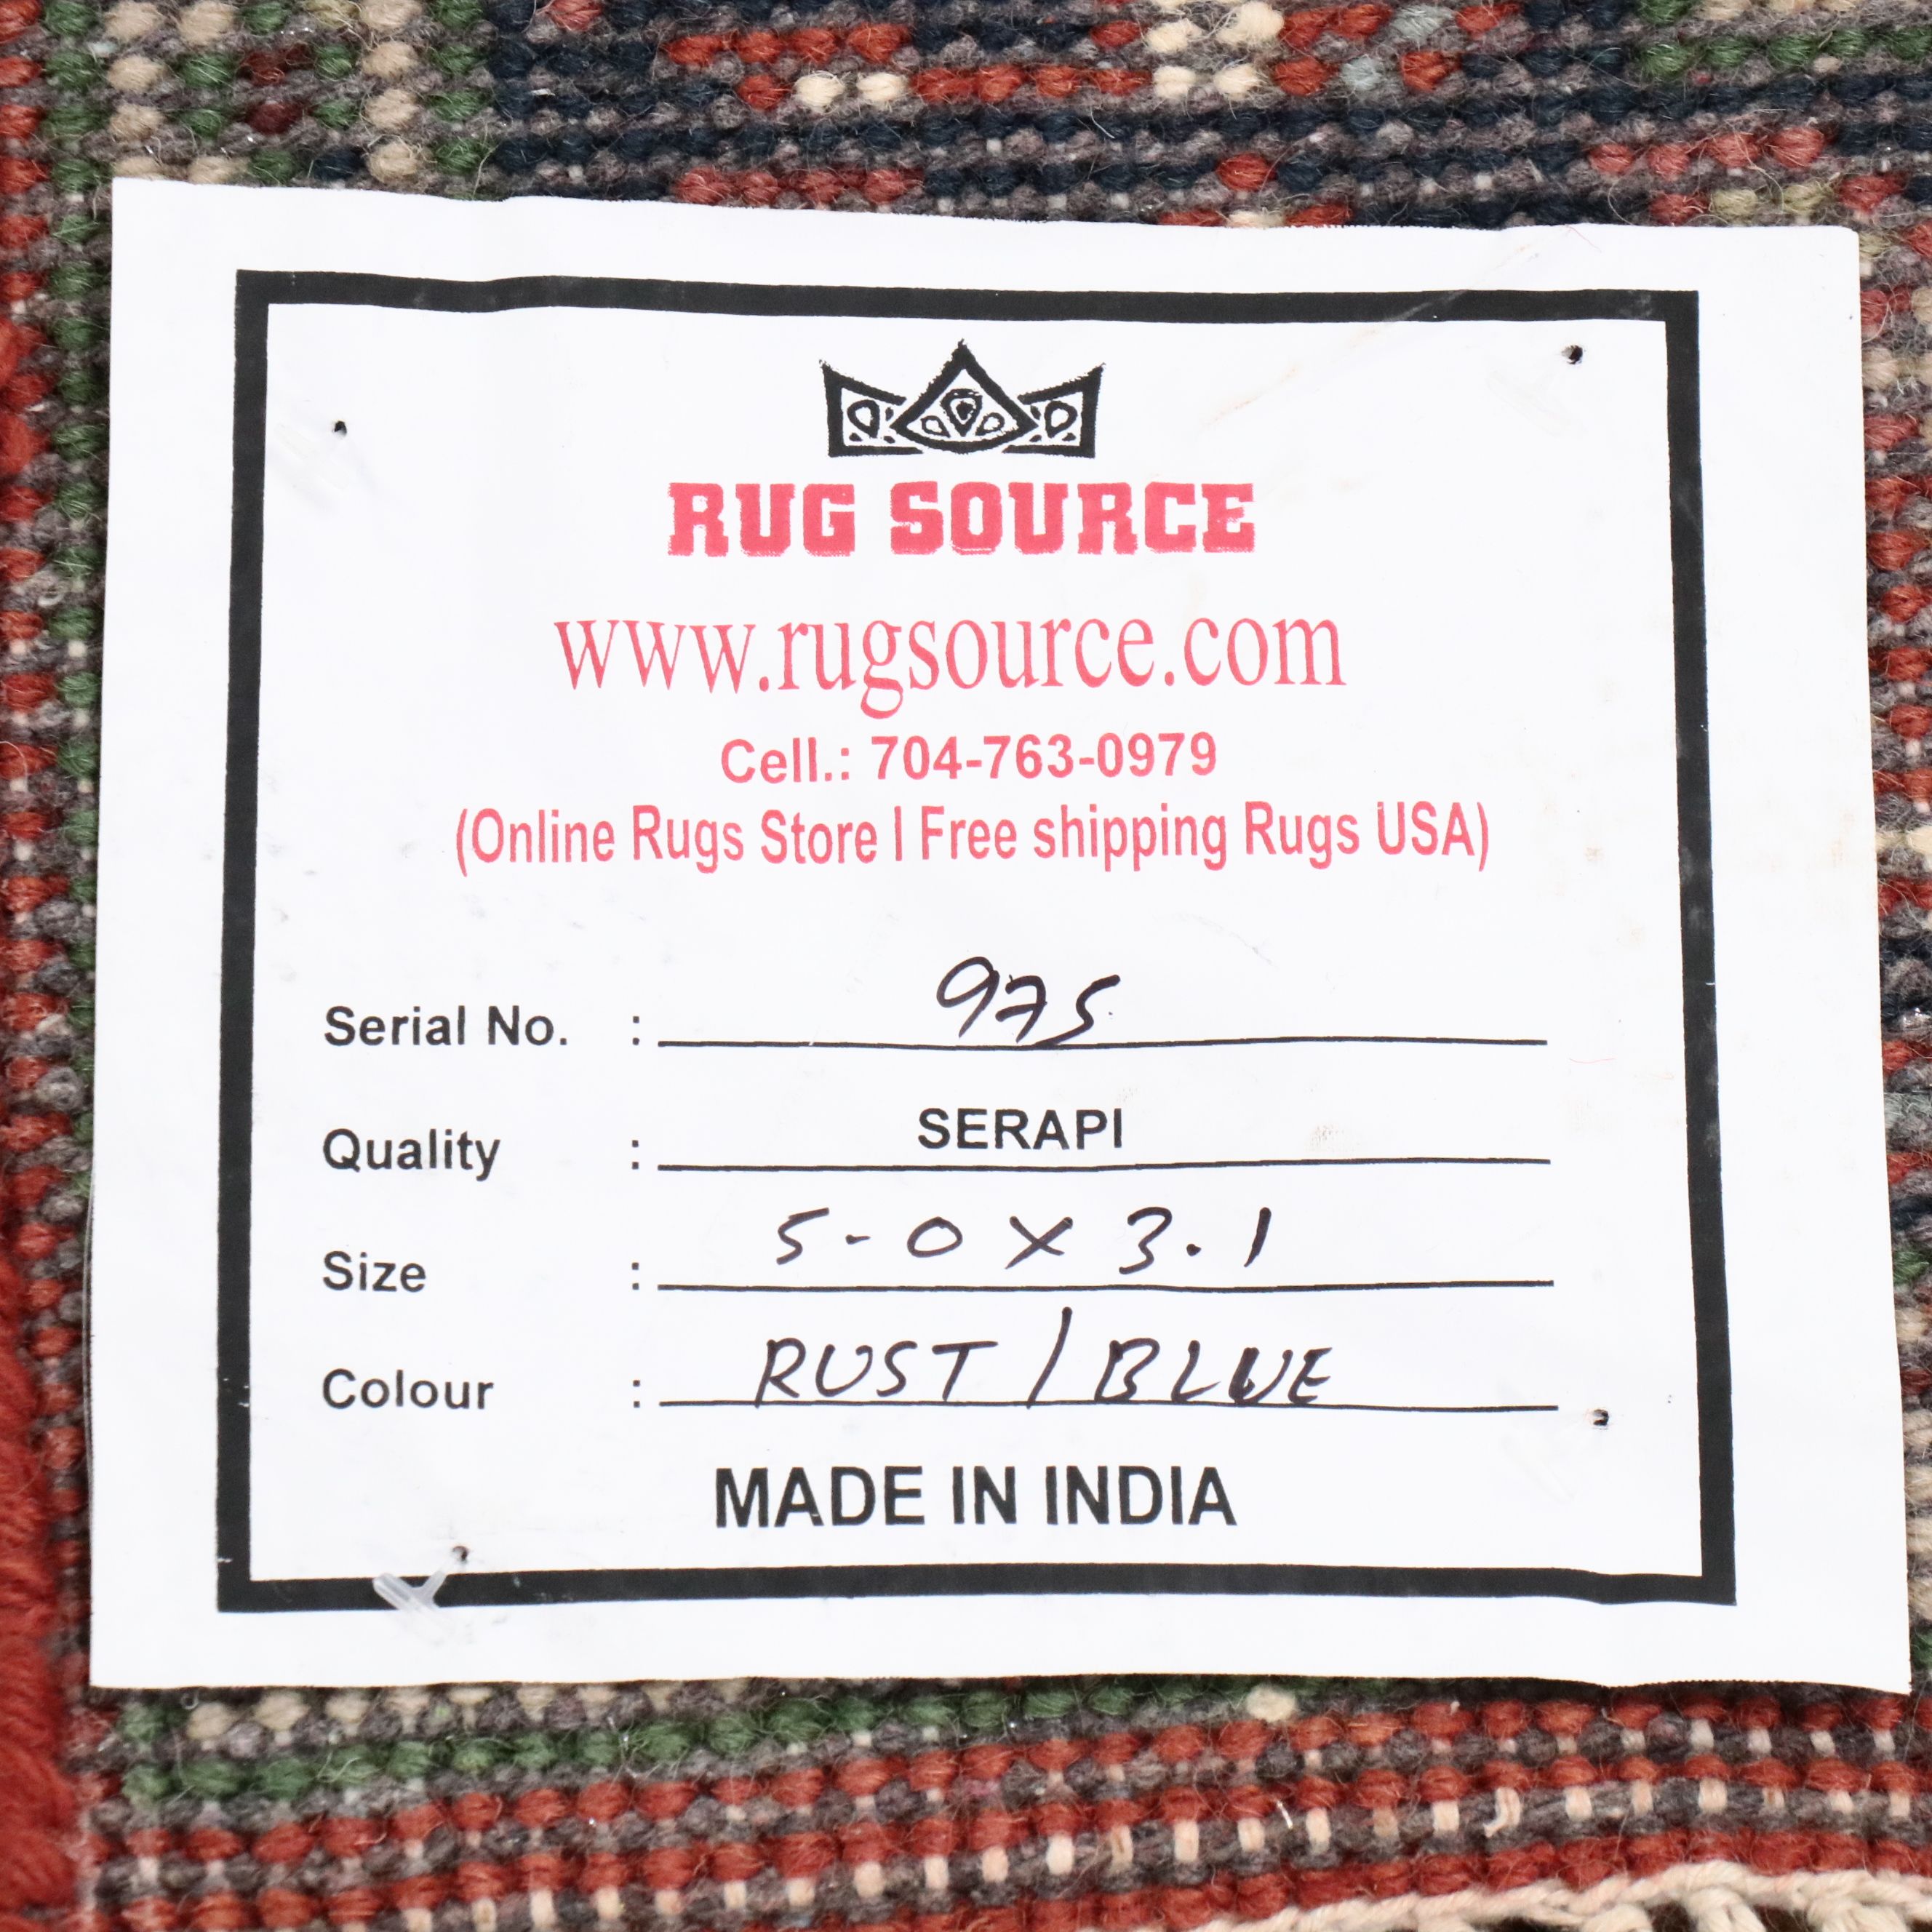 RUG SOURCE
www.rugsource.com
Cell.: 704-763-0979
(Online Rugs Store | Free shipping Rugs USA)
Serial No. : 975
Quality : SERAPI
Size : 5-0 X 3.1
Colour : RUST / BLUE
MADE IN INDIA